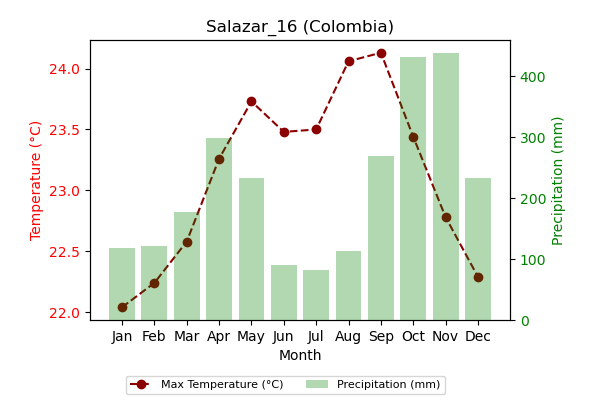 Salazar_16 (Colombia)
Temperature (°C)
24.0
23.5
23.0
22.5
22.0
400
300
200
100
0
Precipitation (mm)
Jan Feb Mar Apr May Jun Jul Aug Sep Oct Nov Dec
Month
Max Temperature (°C) Precipitation (mm)